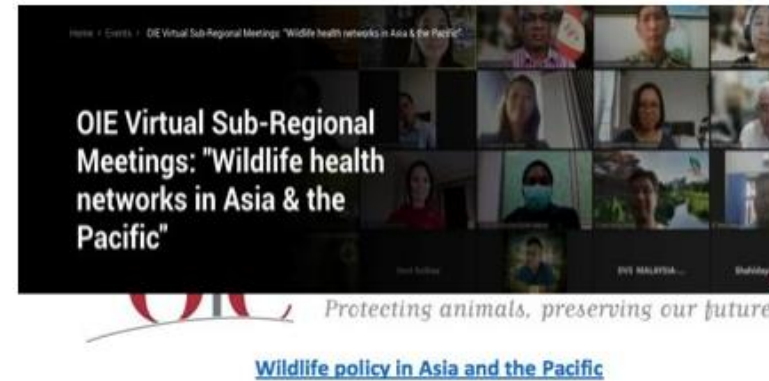 Home › Events › OIE Virtual Sub-Regional Meetings: "Wildlife health networks in Asia & the Pacific"
OIE Virtual Sub-Regional
Meetings: "Wildlife health
networks in Asia & the
Pacific"
DVS MALAYSIA-...
OIE
Protecting animals, preserving our future
Wildlife policy in Asia and the Pacific